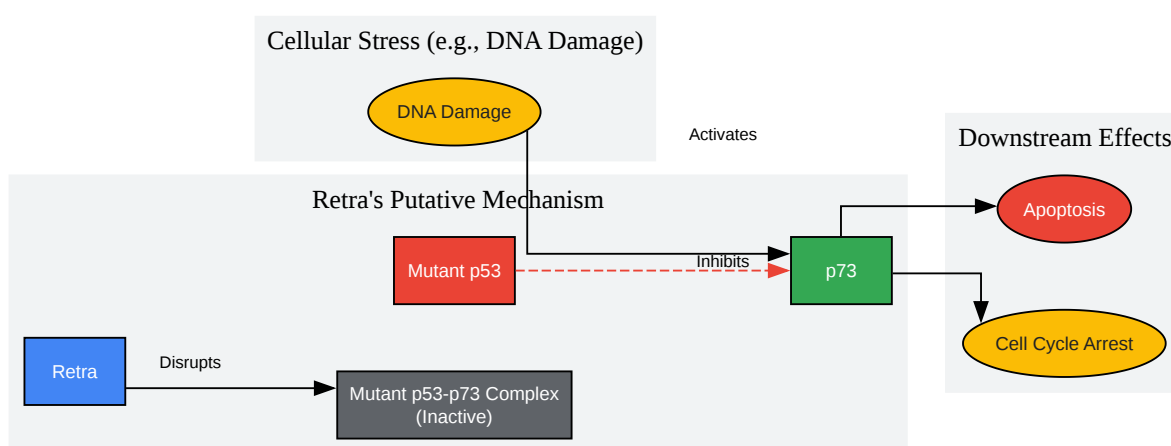 Cellular Stress (e.g., DNA Damage)
DNA Damage
Activates
Downstream Effects
Retra's Putative Mechanism
Apoptosis
Mutant p53
Inhibits
p73
Cell Cycle Arrest
Retra
Disrupts
Mutant p53-p73 Complex
(Inactive)